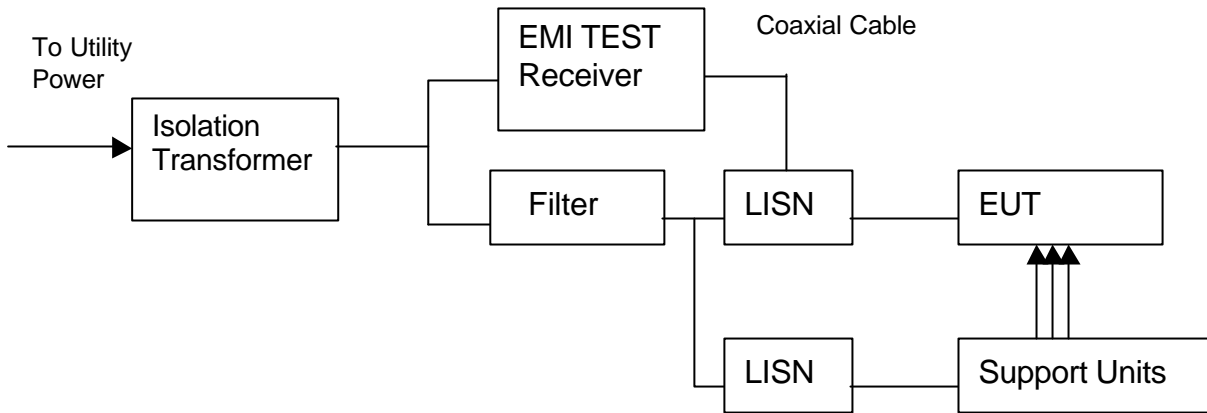 To Utility
Power
Isolation
Transformer
EMI TEST
Receiver
Coaxial Cable
Filter
LISN
EUT
LISN
Support Units